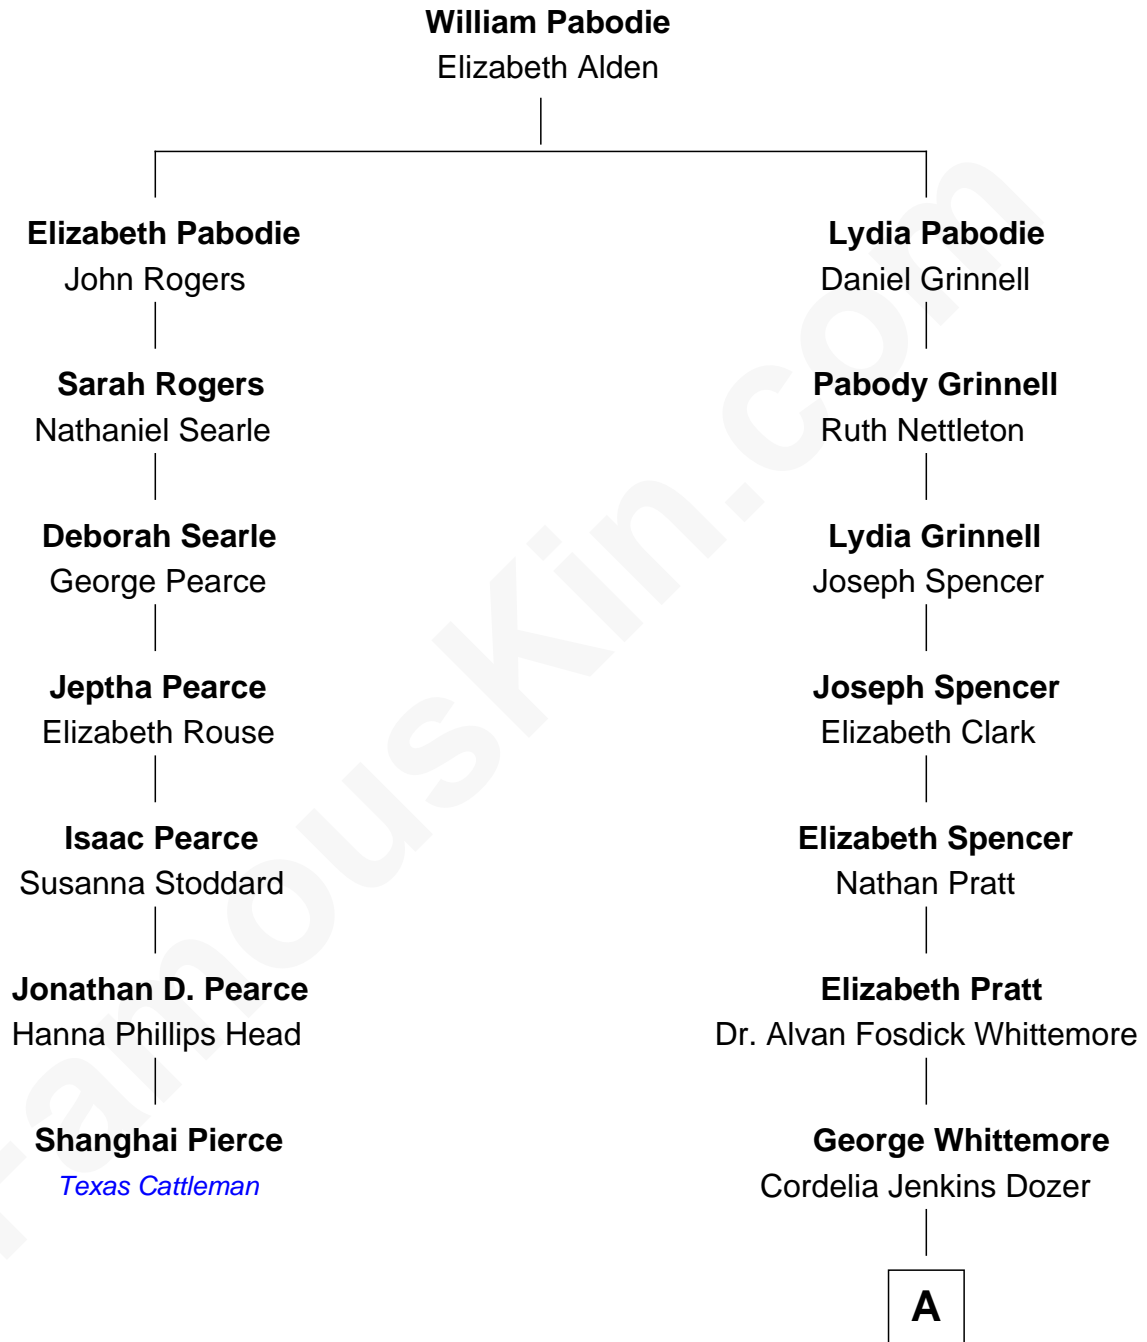 William Pabodie
Elizabeth Alden
Elizabeth Pabodie
John Rogers
Sarah Rogers
Nathaniel Searle
Deborah Searle
George Pearce
Jeptha Pearce
Elizabeth Rouse
Isaac Pearce
Susanna Stoddard
Jonathan D. Pearce
Hanna Phillips Head
Shanghai Pierce
Texas Cattleman
Lydia Pabodie
Daniel Grinnell
Pabody Grinnell
Ruth Nettleton
Lydia Grinnell
Joseph Spencer
Joseph Spencer
Elizabeth Clark
Elizabeth Spencer
Nathan Pratt
Elizabeth Pratt
Dr. Alvan Fosdick Whittemore
George Whittemore
Cordelia Jenkins Dozer
A
FamousKin.com